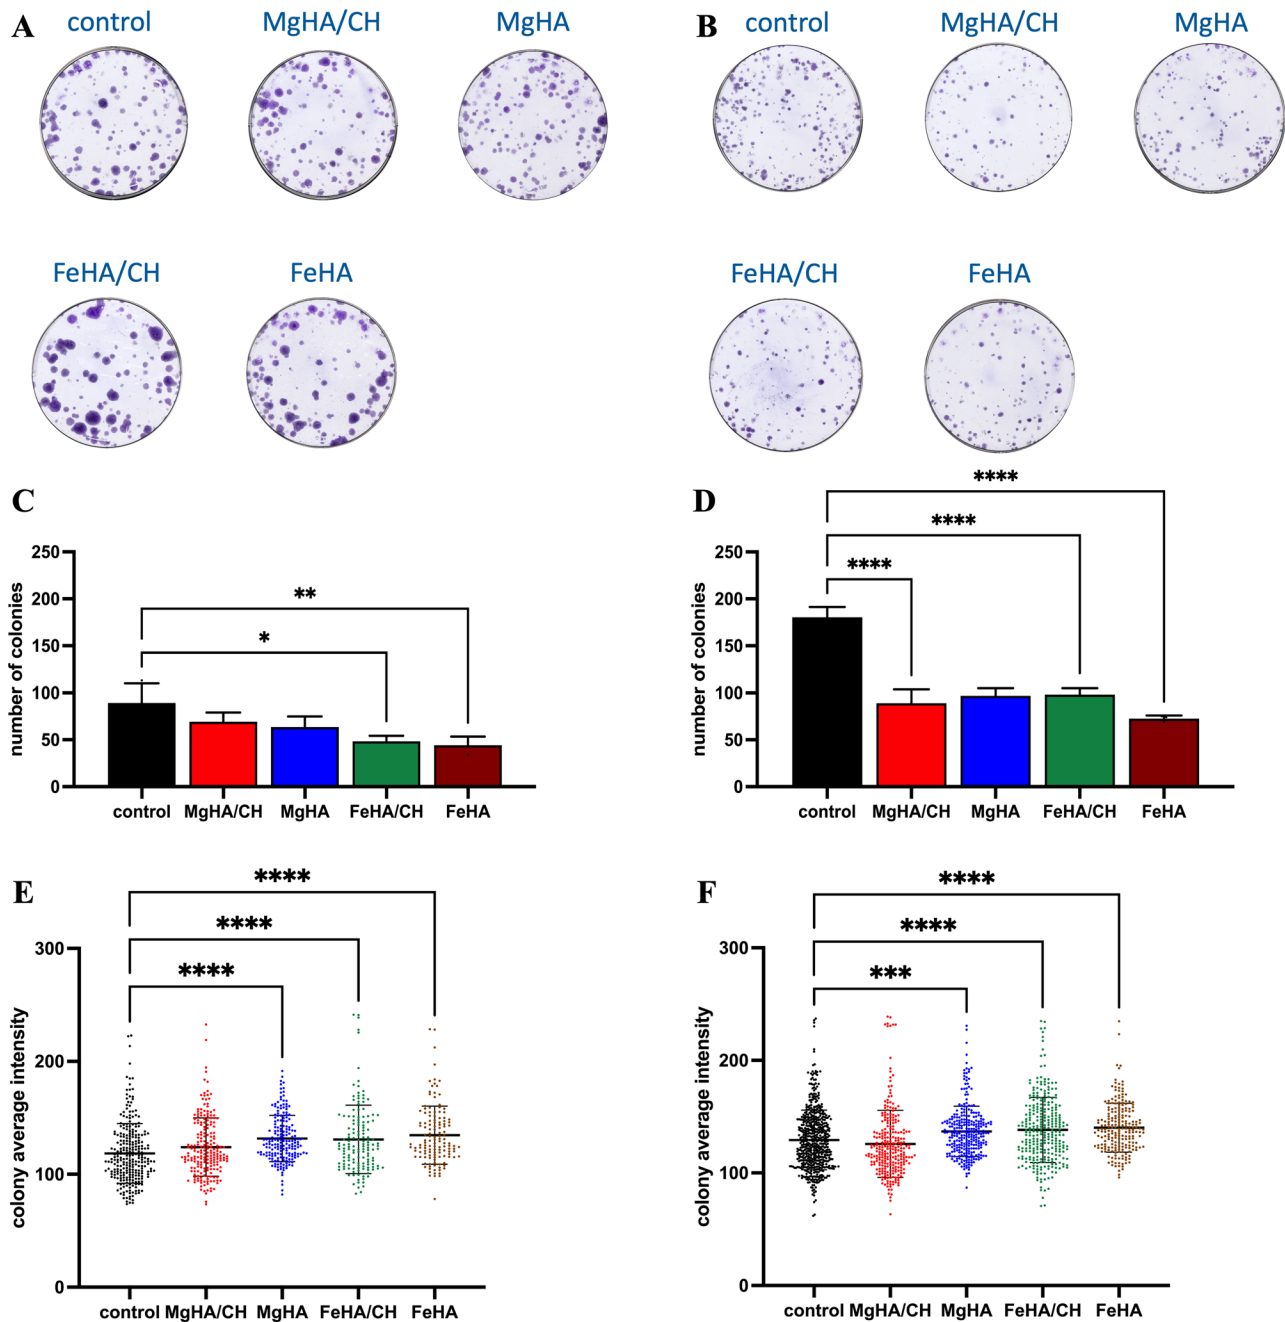 A
control
MgHA/CH
MgHA
FeHA/CH
FeHA
B
control
MgHA/CH
MgHA
FeHA/CH
FeHA
C
**
*
number of colonies
250
200
150
100
50
0
control
MgHA/CH
MgHA
FeHA/CH
FeHA
D
****
****
****
number of colonies
250
200
150
100
50
0
control
MgHA/CH
MgHA
FeHA/CH
FeHA
E
****
****
****
colony average intensity
300
200
100
0
control
MgHA/CH
MgHA
FeHA/CH
FeHA
F
****
****
***
colony average intensity
300
200
100
0
control
MgHA/CH
MgHA
FeHA/CH
FeHA